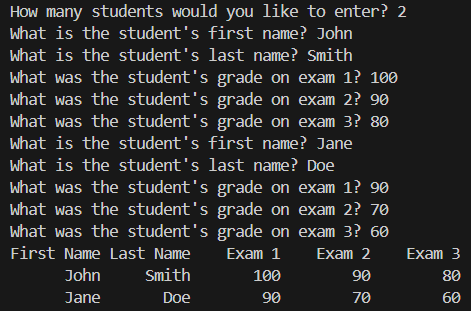 How many students would you like to enter? 2
What is the student's first name? John
What is the student's last name? Smith
What was the student's grade on exam 1? 100
What was the student's grade on exam 2? 90
What was the student's grade on exam 3? 80
What is the student's first name? Jane
What is the student's last name? Doe
What was the student's grade on exam 1? 90
What was the student's grade on exam 2? 70
What was the student's grade on exam 3? 60
First Name Last Name    Exam 1    Exam 2    Exam 3
      John     Smith       100        90        80
      Jane       Doe        90        70        60